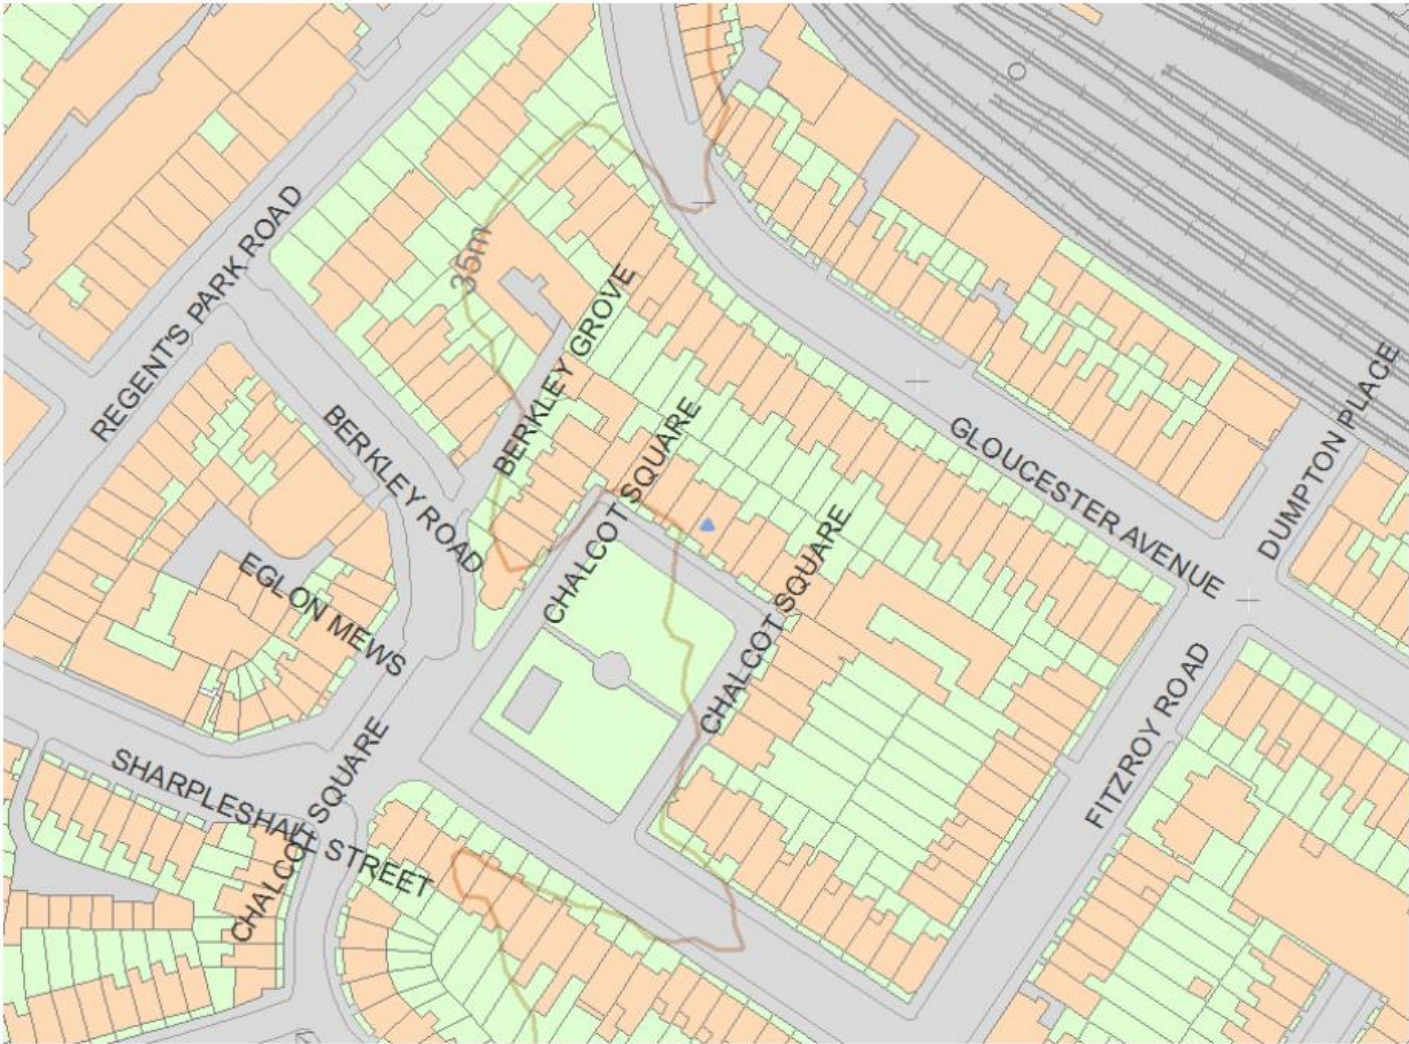 REGENT'S PARK ROAD
35m
BERKLEY GROVE
BERKLEY ROAD
CHALCOT SQUARE
CHALCOT SQUARE
GLOUCESTER AVENUE
DUMPTON PLACE
EGLON MEWS
FITZROY ROAD
SHARPLESHALL STREET
CHALCOT SQUARE